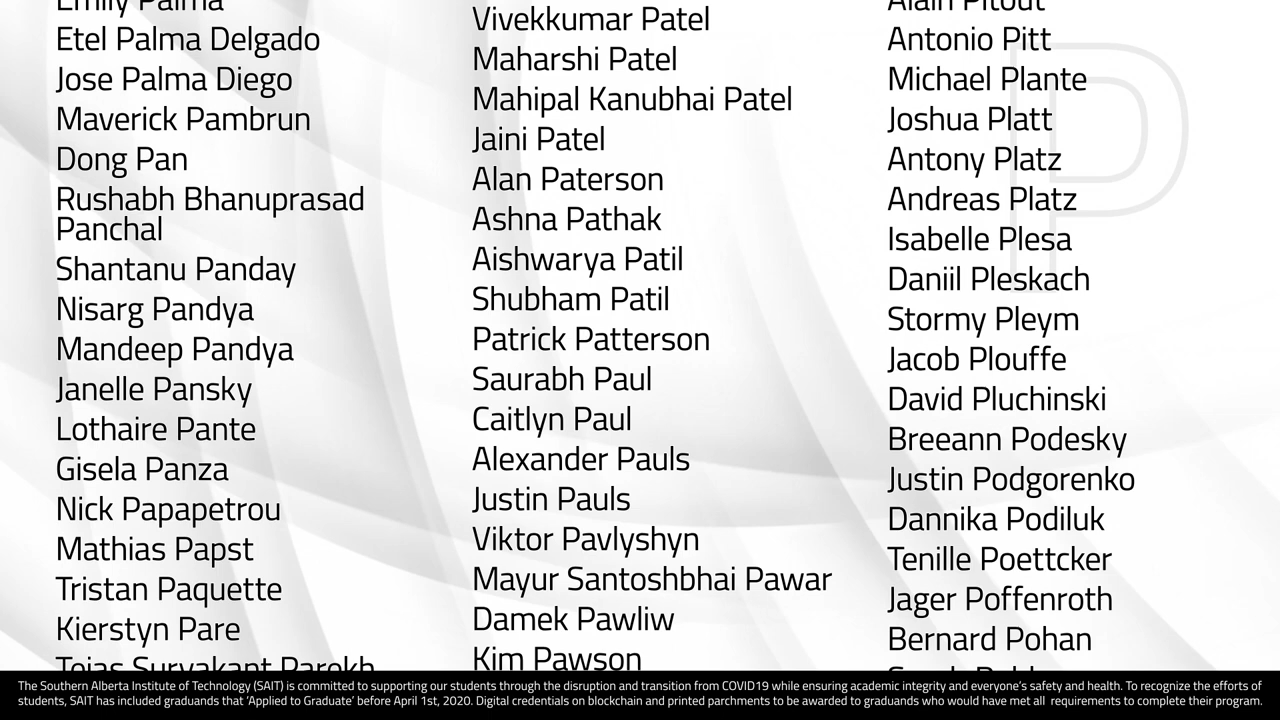 Emily Palma
Etel Palma Delgado
Jose Palma Diego
Maverick Pambrun
Dong Pan
Rushabh Bhanuprasad
Panchal
Shantanu Panday
Nisarg Pandya
Mandeep Pandya
Janelle Pansky
Lothaire Pante
Gisela Panza
Nick Papapetrou
Mathias Papst
Tristan Paquette
Kierstyn Pare
Tejas Suryakant Parekh
Vivekkumar Patel
Maharshi Patel
Mahipal Kanubhai Patel
Jaini Patel
Alan Paterson
Ashna Pathak
Aishwarya Patil
Shubham Patil
Patrick Patterson
Saurabh Paul
Caitlyn Paul
Alexander Pauls
Justin Pauls
Viktor Pavlyshyn
Mayur Santoshbhai Pawar
Damek Pawliw
Kim Pawson
Alain Pitout
Antonio Pitt
Michael Plante
Joshua Platt
Antony Platz
Andreas Platz
Isabelle Plesa
Daniil Pleskach
Stormy Pleym
Jacob Plouffe
David Pluchinski
Breeann Podesky
Justin Podgorenko
Dannika Podiluk
Tenille Poettcker
Jager Poffenroth
Bernard Pohan
P
The Southern Alberta Institute of Technology (SAIT) is committed to supporting our students through the disruption and transition from COVID19 while ensuring academic integrity and everyone's safety and health. To recognize the efforts of
students, SAIT has included graduands that 'Applied to Graduate' before April 1st, 2020. Digital credentials on blockchain and printed parchments to be awarded to graduands who would have met all requirements to complete their program.